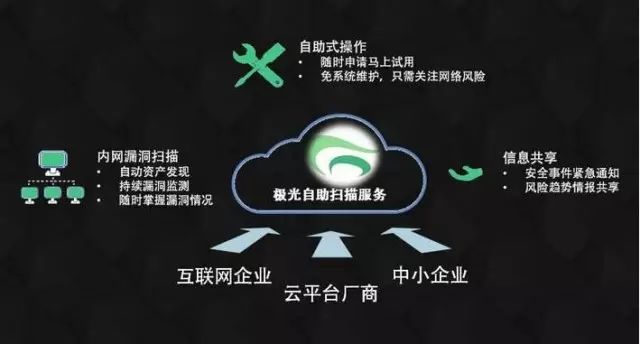 自助式操作
• 随时申请马上试用
• 免系统维护，只需关注网络风险
内网漏洞扫描
• 自动资产发现
• 持续漏洞监测
• 随时掌握漏洞情况
极光自助扫描服务
信息共享
• 安全事件紧急通知
• 风险趋势情报共享
互联网企业
云平台厂商
中小企业